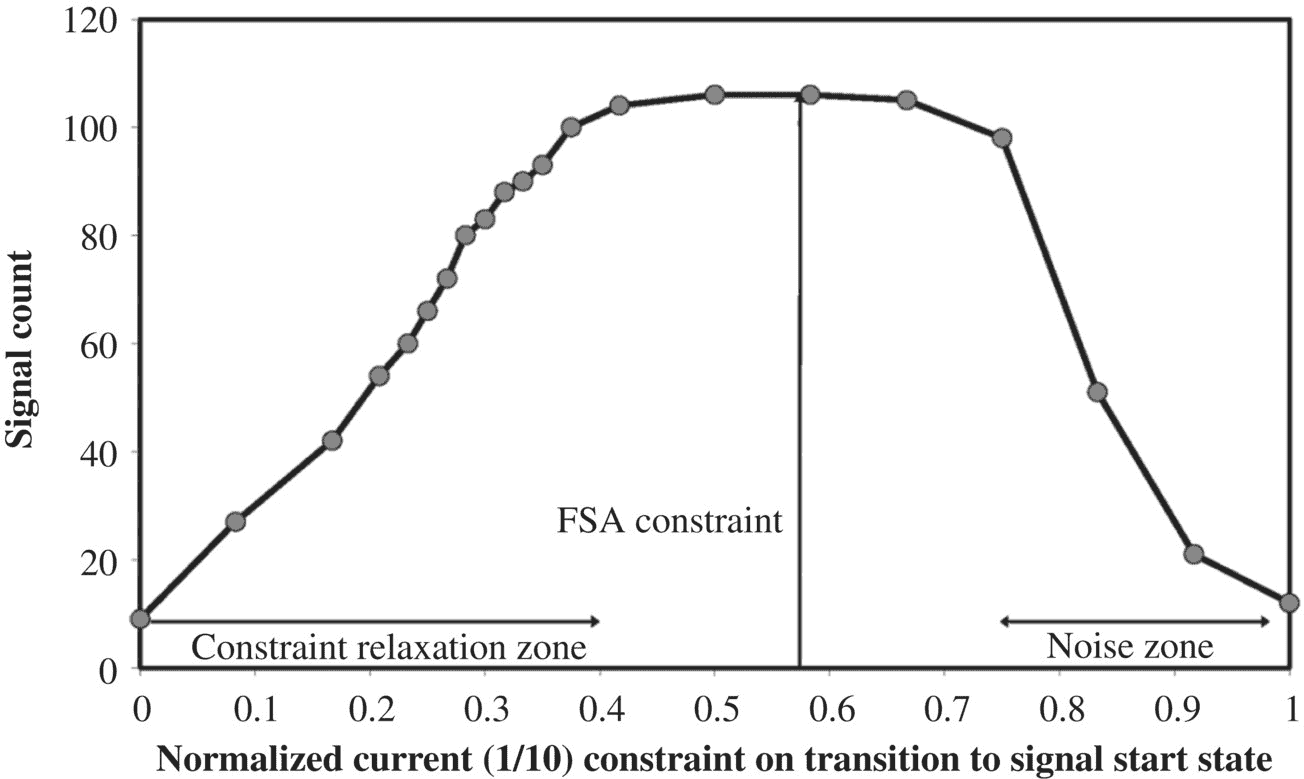 120
100
80
60
40
20
0
Signal count
FSA constraint
Constraint relaxation zone
Noise zone
0 0.1 0.2 0.3 0.4 0.5 0.6 0.7 0.8 0.9 1
Normalized current (1/10) constraint on transition to signal start state